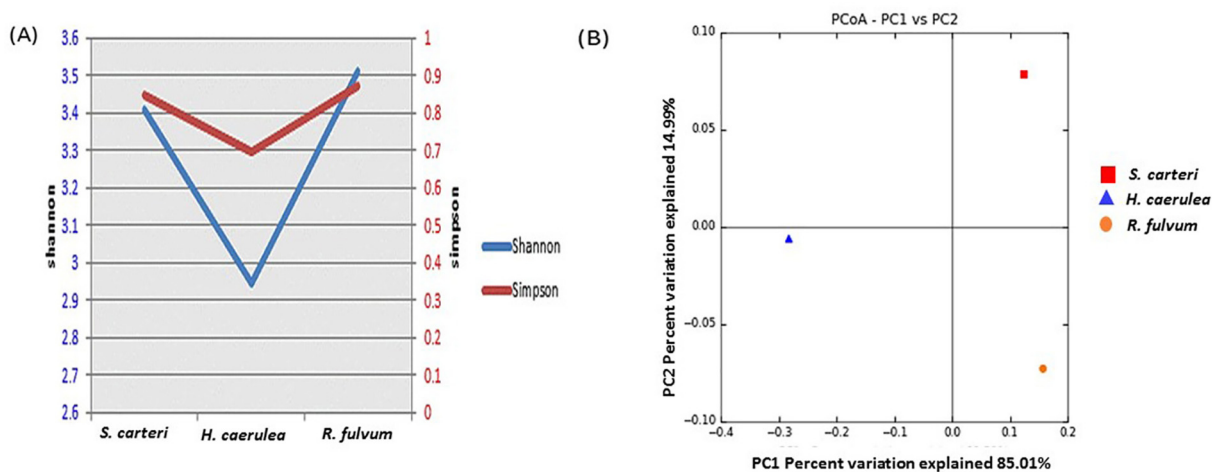 (A)
3.6
3.5
3.4
3.3
3.2
3.1
3
2.9
2.8
2.7
2.6
shannon
1
0.9
0.8
0.7
0.6
0.5
0.4
0.3
0.2
0.1
0
simpson
S. carteri H. caerulea R. fulvum
Shannon
Simpson
(B)
PCoA - PC1 vs PC2
0.10
0.05
0.00
−0.05
−0.10
PC2 Percent variation explained 14.99%
−0.4 −0.3 −0.2 −0.1 0.0 0.1 0.2
PC1 Percent variation explained 85.01%
S. carteri
H. caerulea
R. fulvum